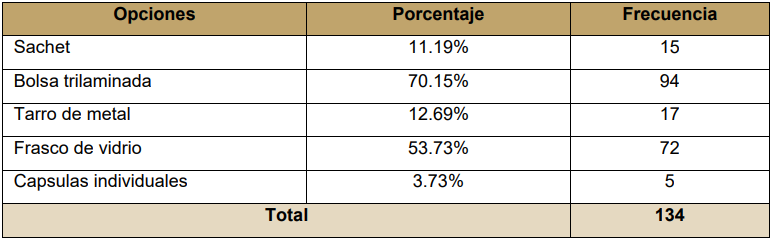 Opciones Porcentaje Frecuencia
Sachet 11.19% 15
Bolsa trilaminada 70.15% 94
Tarro de metal 12.69% 17
Frasco de vidrio 53.73% 72
Capsulas individuales 3.73% 5
Total 134